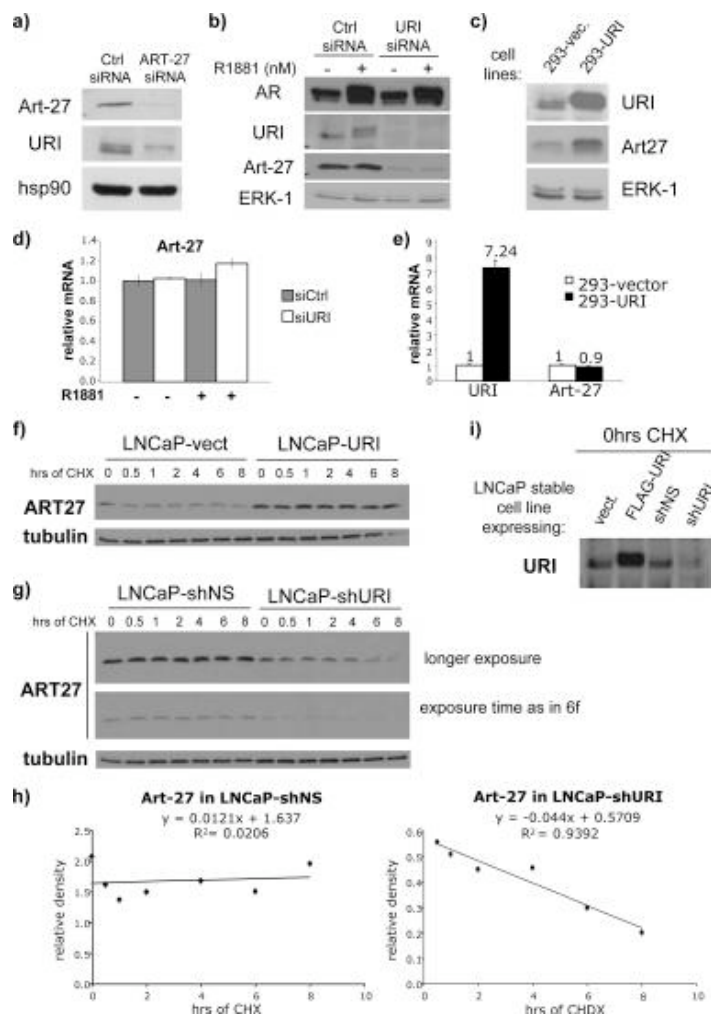 a)
Ctrl siRNA
ART-27 siRNA
Art-27
URI
hsp90
b)
Ctrl siRNA
URI siRNA
R1881 (nM) - + - +
AR
URI
Art-27
ERK-1
c)
cell lines:
293-vec.
293-URI
URI
Art27
ERK-1
d)
Art-27
relative mRNA
1.4
1.2
1.0
0.8
0.6
0.4
0.2
0.0
siCtrl
siURI
R1881 - - + +
e)
relative mRNA
9
8
7
6
5
4
3
2
1
0
1
7.24
1
0.9
293-vector
293-URI
URI
Art-27
f)
LNCaP-vect
LNCaP-URI
hrs of CHX 0 0.5 1 2 4 6 8 0 0.5 1 2 4 6 8
ART27
tubulin
g)
LNCaP-shNS
LNCaP-shURI
hrs of CHX 0 0.5 1 2 4 6 8 0 0.5 1 2 4 6 8
ART27
longer exposure
exposure time as in 6f
tubulin
i)
0hrs CHX
LNCaP stable
cell line
expressing:
vect.
FLAG-URI
shNS
shURI
URI
h)
Art-27 in LNCaP-shNS
y = 0.0121x + 1.637
R²= 0.0206
relative density
2.5
2.0
1.5
1.0
0.5
0.0
0 2 4 6 8 10
hrs of CHX
Art-27 in LNCaP-shURI
y = -0.044x + 0.5709
R² = 0.9392
relative density
0.6
0.5
0.4
0.3
0.2
0.1
0
0 2 4 6 8 10
hrs of CHDX